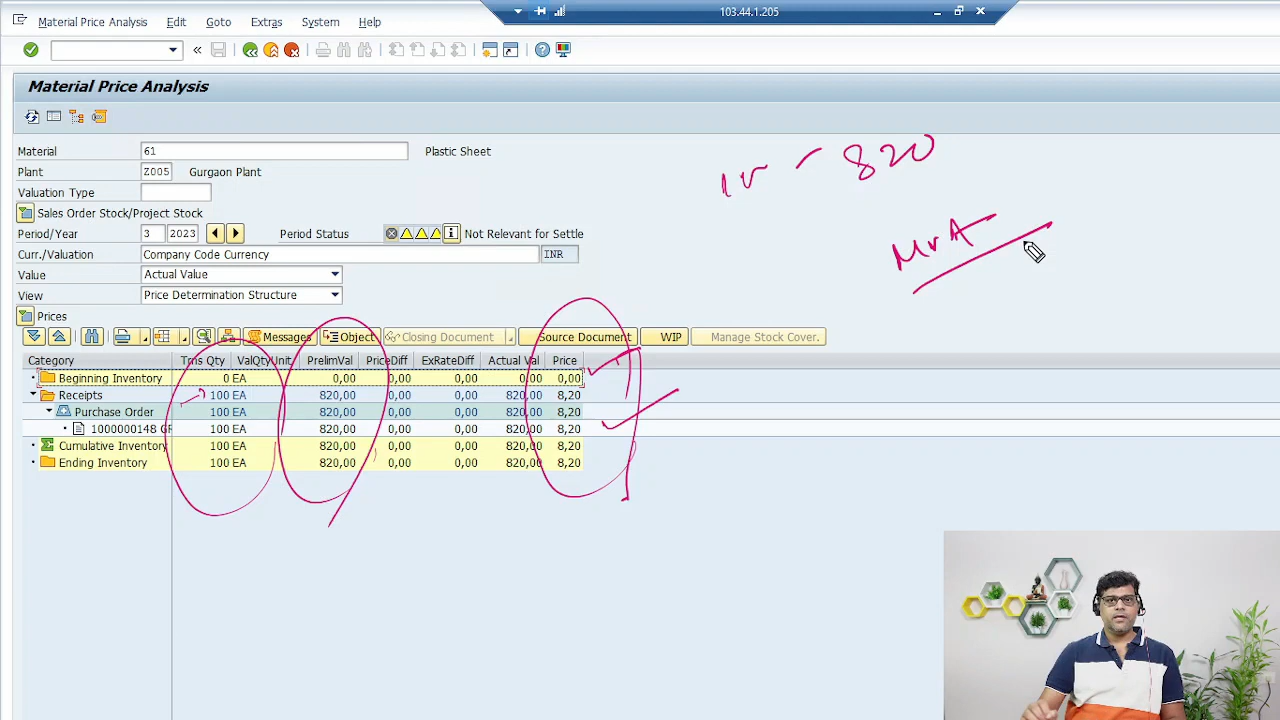 103.44.1.205
Material Price Analysis Edit Goto Extras System Help
Material Price Analysis
Material 61 Plastic Sheet
Plant Z005 Gurgaon Plant
Valuation Type
Sales Order Stock/Project Stock
Period/Year 3 2023 Period Status Not Relevant for Settle
Curr./Valuation Company Code Currency INR
Value Actual Value
View Price Determination Structure
Prices
Messages Object Closing Document Source Document WIP Manage Stock Cover.
Category Trns Qty ValQtyUnit PrelimVal PriceDiff ExRateDiff Actual Val Price
Beginning Inventory 0 EA 0,00 0,00 0,00 0,00 0,00
Receipts 100 EA 820,00 0,00 0,00 820,00 8,20
Purchase Order 100 EA 820,00 0,00 0,00 820,00 8,20
1000000148 GR 100 EA 820,00 0,00 0,00 820,00 8,20
Cumulative Inventory 100 EA 820,00 0,00 0,00 820,00 8,20
Ending Inventory 100 EA 820,00 0,00 0,00 820,00 8,20
820